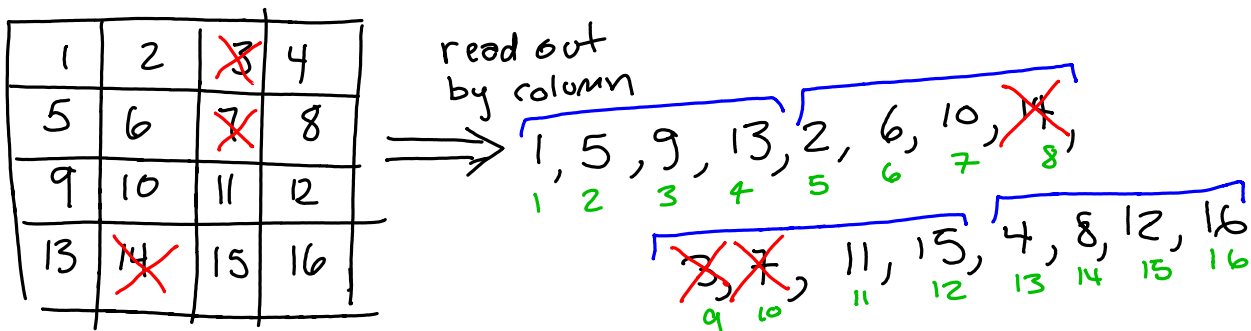 1 2 3 4
5 6 7 8
9 10 11 12
13 14 15 16
read out
by column
1, 5, 9, 13, 2, 6, 10, 14,
1 2 3 4 5 6 7 8
3, 7, 11, 15, 4, 8, 12, 16
9 10 11 12 13 14 15 16